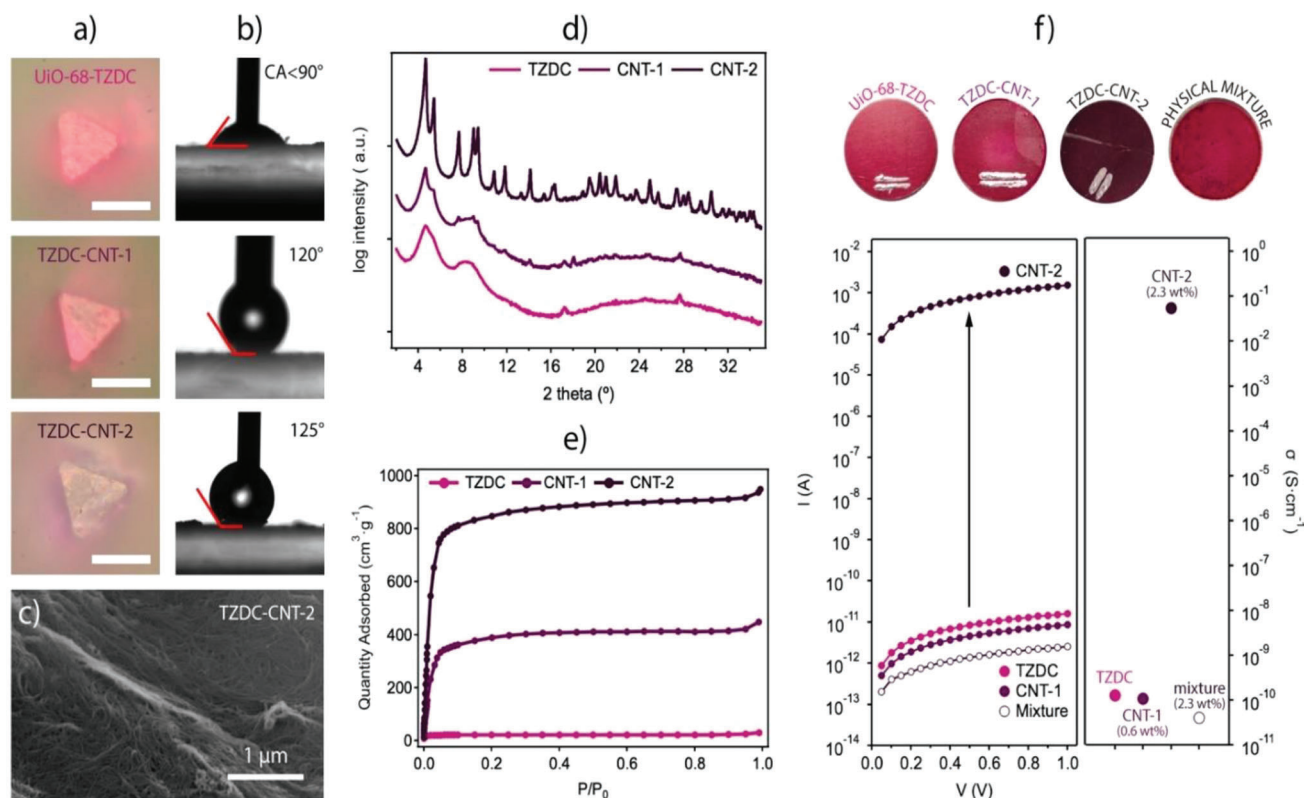 a)
UiO-68-TZDC
TZDC-CNT-1
TZDC-CNT-2
b)
CA<90°
120°
125°
c)
TZDC-CNT-2
1 µm
d)
TZDC CNT-1 CNT-2
log intensity ( a.u.)
4 8 12 16 20 24 28 32
2 theta (º)
e)
TZDC CNT-1 CNT-2
Quantity Adsorbed (cm³·g⁻¹)
1000
800
600
400
200
0
0.0 0.2 0.4 0.6 0.8 1.0
P/P₀
f)
UiO-68-TZDC
TZDC-CNT-1
TZDC-CNT-2
PHYSICAL MIXTURE
I (A)
10⁻²
10⁻³
10⁻⁴
10⁻⁵
10⁻⁶
10⁻⁷
10⁻⁸
10⁻⁹
10⁻¹⁰
10⁻¹¹
10⁻¹²
10⁻¹³
10⁻¹⁴
CNT-2
TZDC
CNT-1
Mixture
0.0 0.2 0.4 0.6 0.8 1.0
V (V)
CNT-2
(2.3 wt%)
TZDC
CNT-1
(0.6 wt%)
mixture
(2.3 wt%)
10⁰
10⁻¹
10⁻²
10⁻³
10⁻⁴
10⁻⁵
10⁻⁶
10⁻⁷
10⁻⁸
10⁻⁹
10⁻¹⁰
10⁻¹¹
σ (S·cm⁻¹)